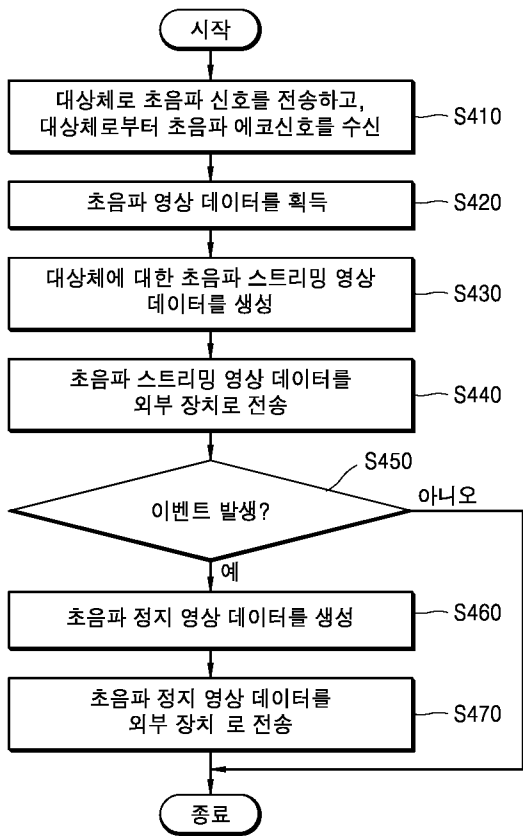 시작
대상체로 초음파 신호를 전송하고,
대상체로부터 초음파 에코신호를 수신
S410
초음파 영상 데이터를 획득
S420
대상체에 대한 초음파 스트리밍 영상
데이터를 생성
S430
초음파 스트리밍 영상 데이터를
외부 장치로 전송
S440
S450
이벤트 발생?
아니오
예
초음파 정지 영상 데이터를 생성
S460
초음파 정지 영상 데이터를
외부 장치 로 전송
S470
종료